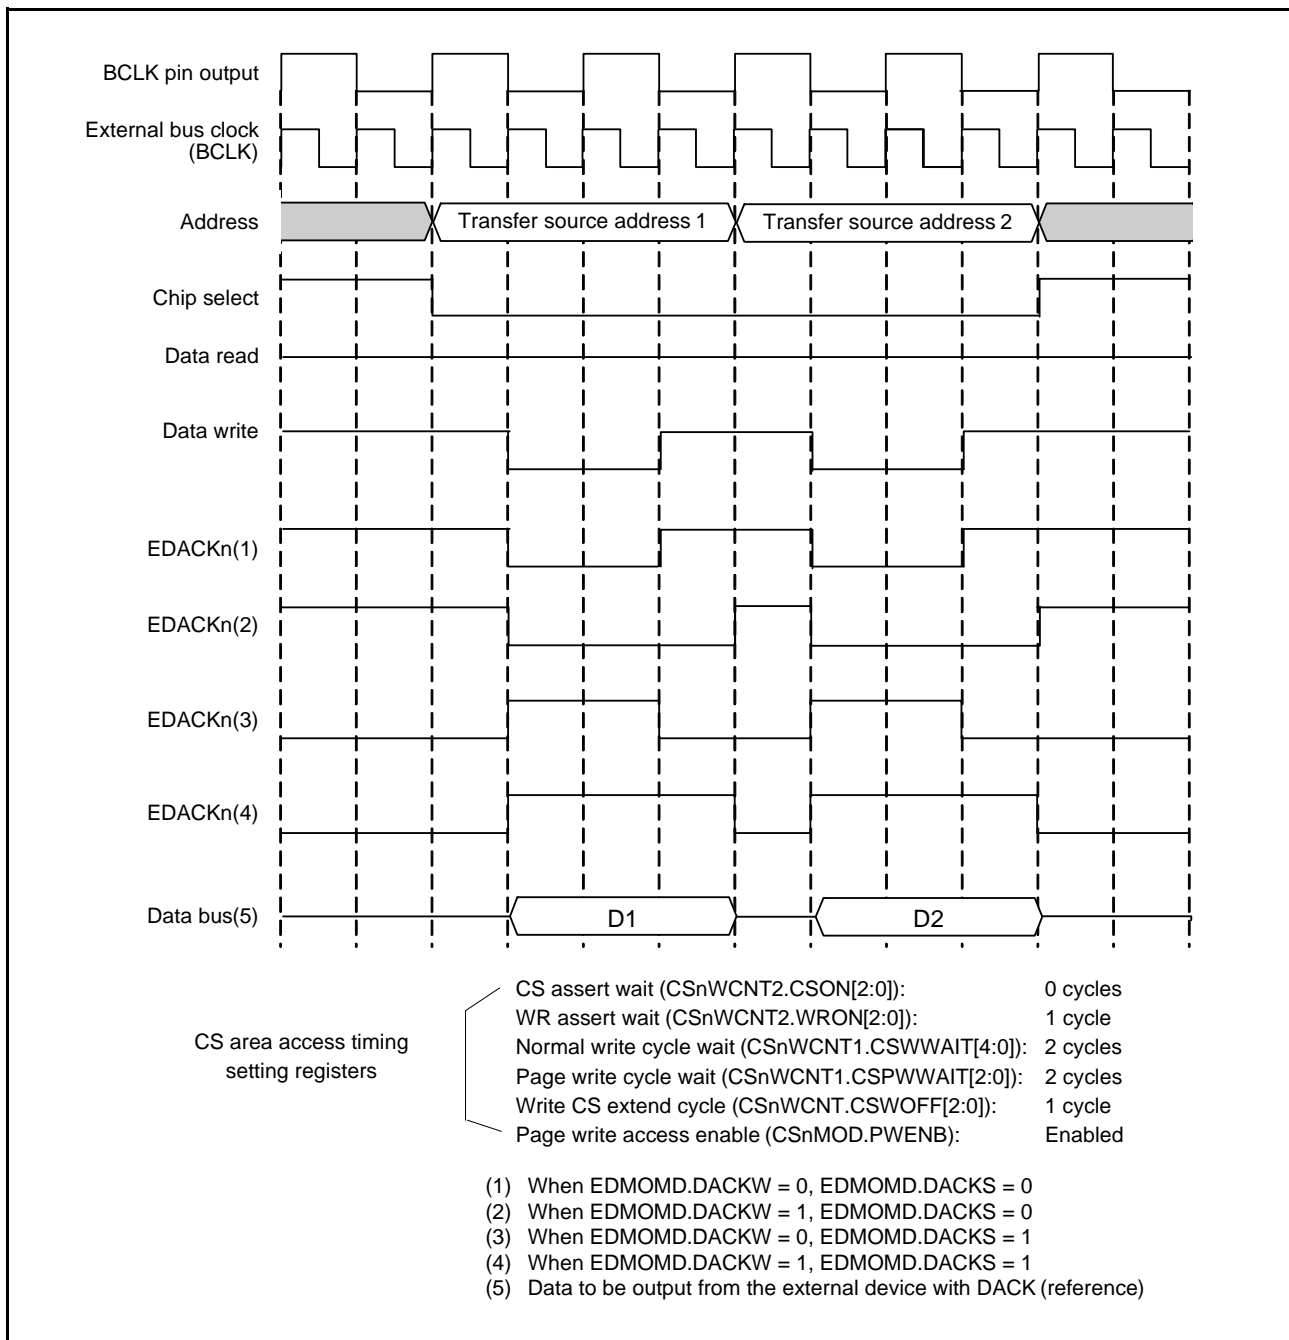 BCLK pin output
External bus clock
(BCLK)
Address
Transfer source address 1
Transfer source address 2
Chip select
Data read
Data write
EDACKn(1)
EDACKn(2)
EDACKn(3)
EDACKn(4)
Data bus(5)
D1
D2
CS area access timing
setting registers
CS assert wait (CSnWCNT2.CSON[2:0]): 0 cycles
WR assert wait (CSnWCNT2.WRON[2:0]): 1 cycle
Normal write cycle wait (CSnWCNT1.CSWWAIT[4:0]): 2 cycles
Page write cycle wait (CSnWCNT1.CSPWWAIT[2:0]): 2 cycles
Write CS extend cycle (CSnWCNT.CSWOFF[2:0]): 1 cycle
Page write access enable (CSnMOD.PWENB): Enabled
(1) When EDMOMD.DACKW = 0, EDMOMD.DACKS = 0
(2) When EDMOMD.DACKW = 1, EDMOMD.DACKS = 0
(3) When EDMOMD.DACKW = 0, EDMOMD.DACKS = 1
(4) When EDMOMD.DACKW = 1, EDMOMD.DACKS = 1
(5) Data to be output from the external device with DACK (reference)